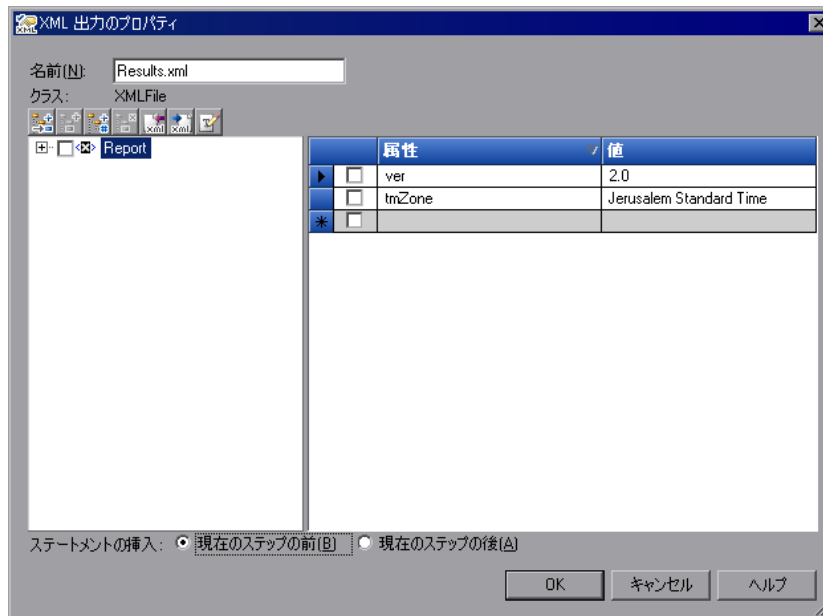 XML 出力のプロパティ
名前(N): Results.xml
クラス: XMLFile
Report
属性 値
ver 2.0
tmZone Jerusalem Standard Time
ステートメントの挿入: 現在のステップの前(B) 現在のステップの後(A)
OK キャンセル ヘルプ